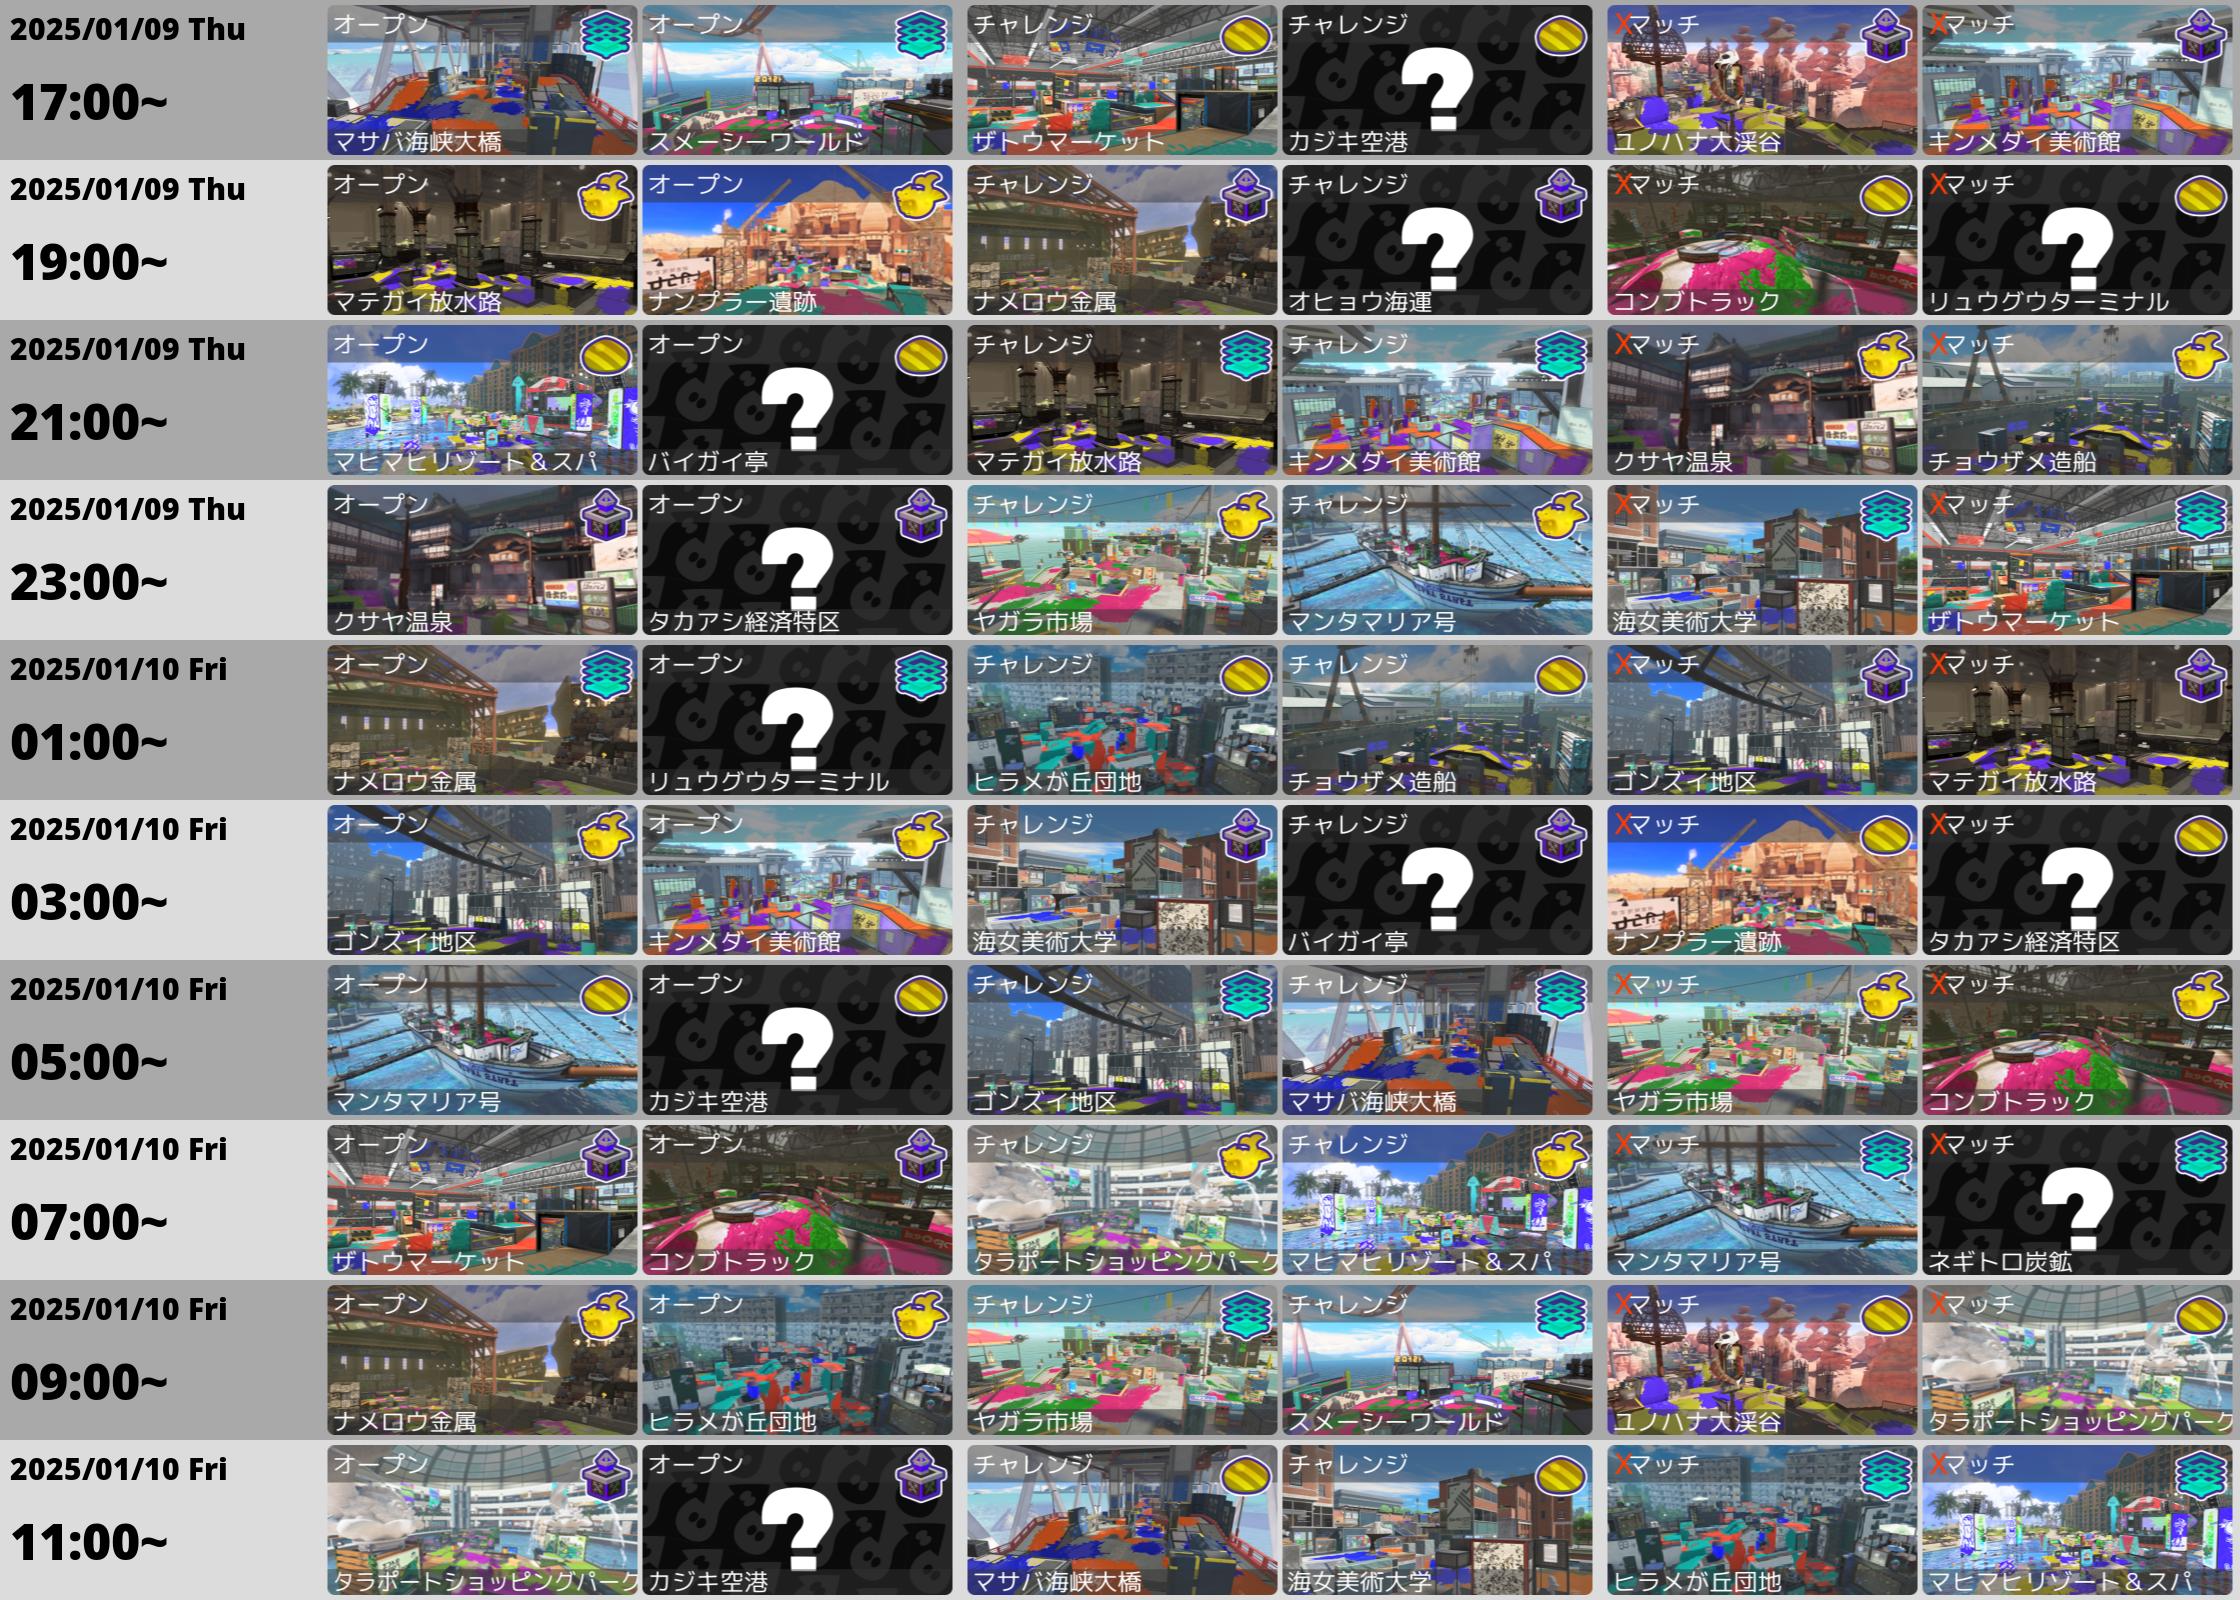 2025/01/09 Thu
17:00~
オープン
マサバ海峡大橋
オープン
スメーシーワールド
チャレンジ
ザトウマーケット
チャレンジ
カジキ空港
Xマッチ
ユノハナ大渓谷
Xマッチ
キンメダイ美術館
2025/01/09 Thu
19:00~
オープン
マテガイ放水路
オープン
ナンプラー遺跡
チャレンジ
ナメロウ金属
チャレンジ
オヒョウ海運
Xマッチ
コンブトラック
Xマッチ
リュウグウターミナル
2025/01/09 Thu
21:00~
オープン
マヒマヒリゾート＆スパ
オープン
バイガイ亭
チャレンジ
マテガイ放水路
チャレンジ
キンメダイ美術館
Xマッチ
クサヤ温泉
Xマッチ
チョウザメ造船
2025/01/09 Thu
23:00~
オープン
クサヤ温泉
オープン
タカアシ経済特区
チャレンジ
ヤガラ市場
チャレンジ
マンタマリア号
Xマッチ
海女美術大学
Xマッチ
ザトウマーケット
2025/01/10 Fri
01:00~
オープン
ナメロウ金属
オープン
リュウグウターミナル
チャレンジ
ヒラメが丘団地
チャレンジ
チョウザメ造船
Xマッチ
ゴンズイ地区
Xマッチ
マテガイ放水路
2025/01/10 Fri
03:00~
オープン
ゴンズイ地区
オープン
キンメダイ美術館
チャレンジ
海女美術大学
チャレンジ
バイガイ亭
Xマッチ
ナンプラー遺跡
Xマッチ
タカアシ経済特区
2025/01/10 Fri
05:00~
オープン
マンタマリア号
オープン
カジキ空港
チャレンジ
ゴンズイ地区
チャレンジ
マサバ海峡大橋
Xマッチ
ヤガラ市場
Xマッチ
コンブトラック
2025/01/10 Fri
07:00~
オープン
ザトウマーケット
オープン
コンブトラック
チャレンジ
タラポートショッピングパーク
チャレンジ
マヒマヒリゾート＆スパ
Xマッチ
マンタマリア号
Xマッチ
ネギトロ炭鉱
2025/01/10 Fri
09:00~
オープン
ナメロウ金属
オープン
ヒラメが丘団地
チャレンジ
ヤガラ市場
チャレンジ
スメーシーワールド
Xマッチ
ユノハナ大渓谷
Xマッチ
タラポートショッピングパーク
2025/01/10 Fri
11:00~
オープン
タラポートショッピングパーク
オープン
カジキ空港
チャレンジ
マサバ海峡大橋
チャレンジ
海女美術大学
Xマッチ
ヒラメが丘団地
Xマッチ
マヒマヒリゾート＆スパ